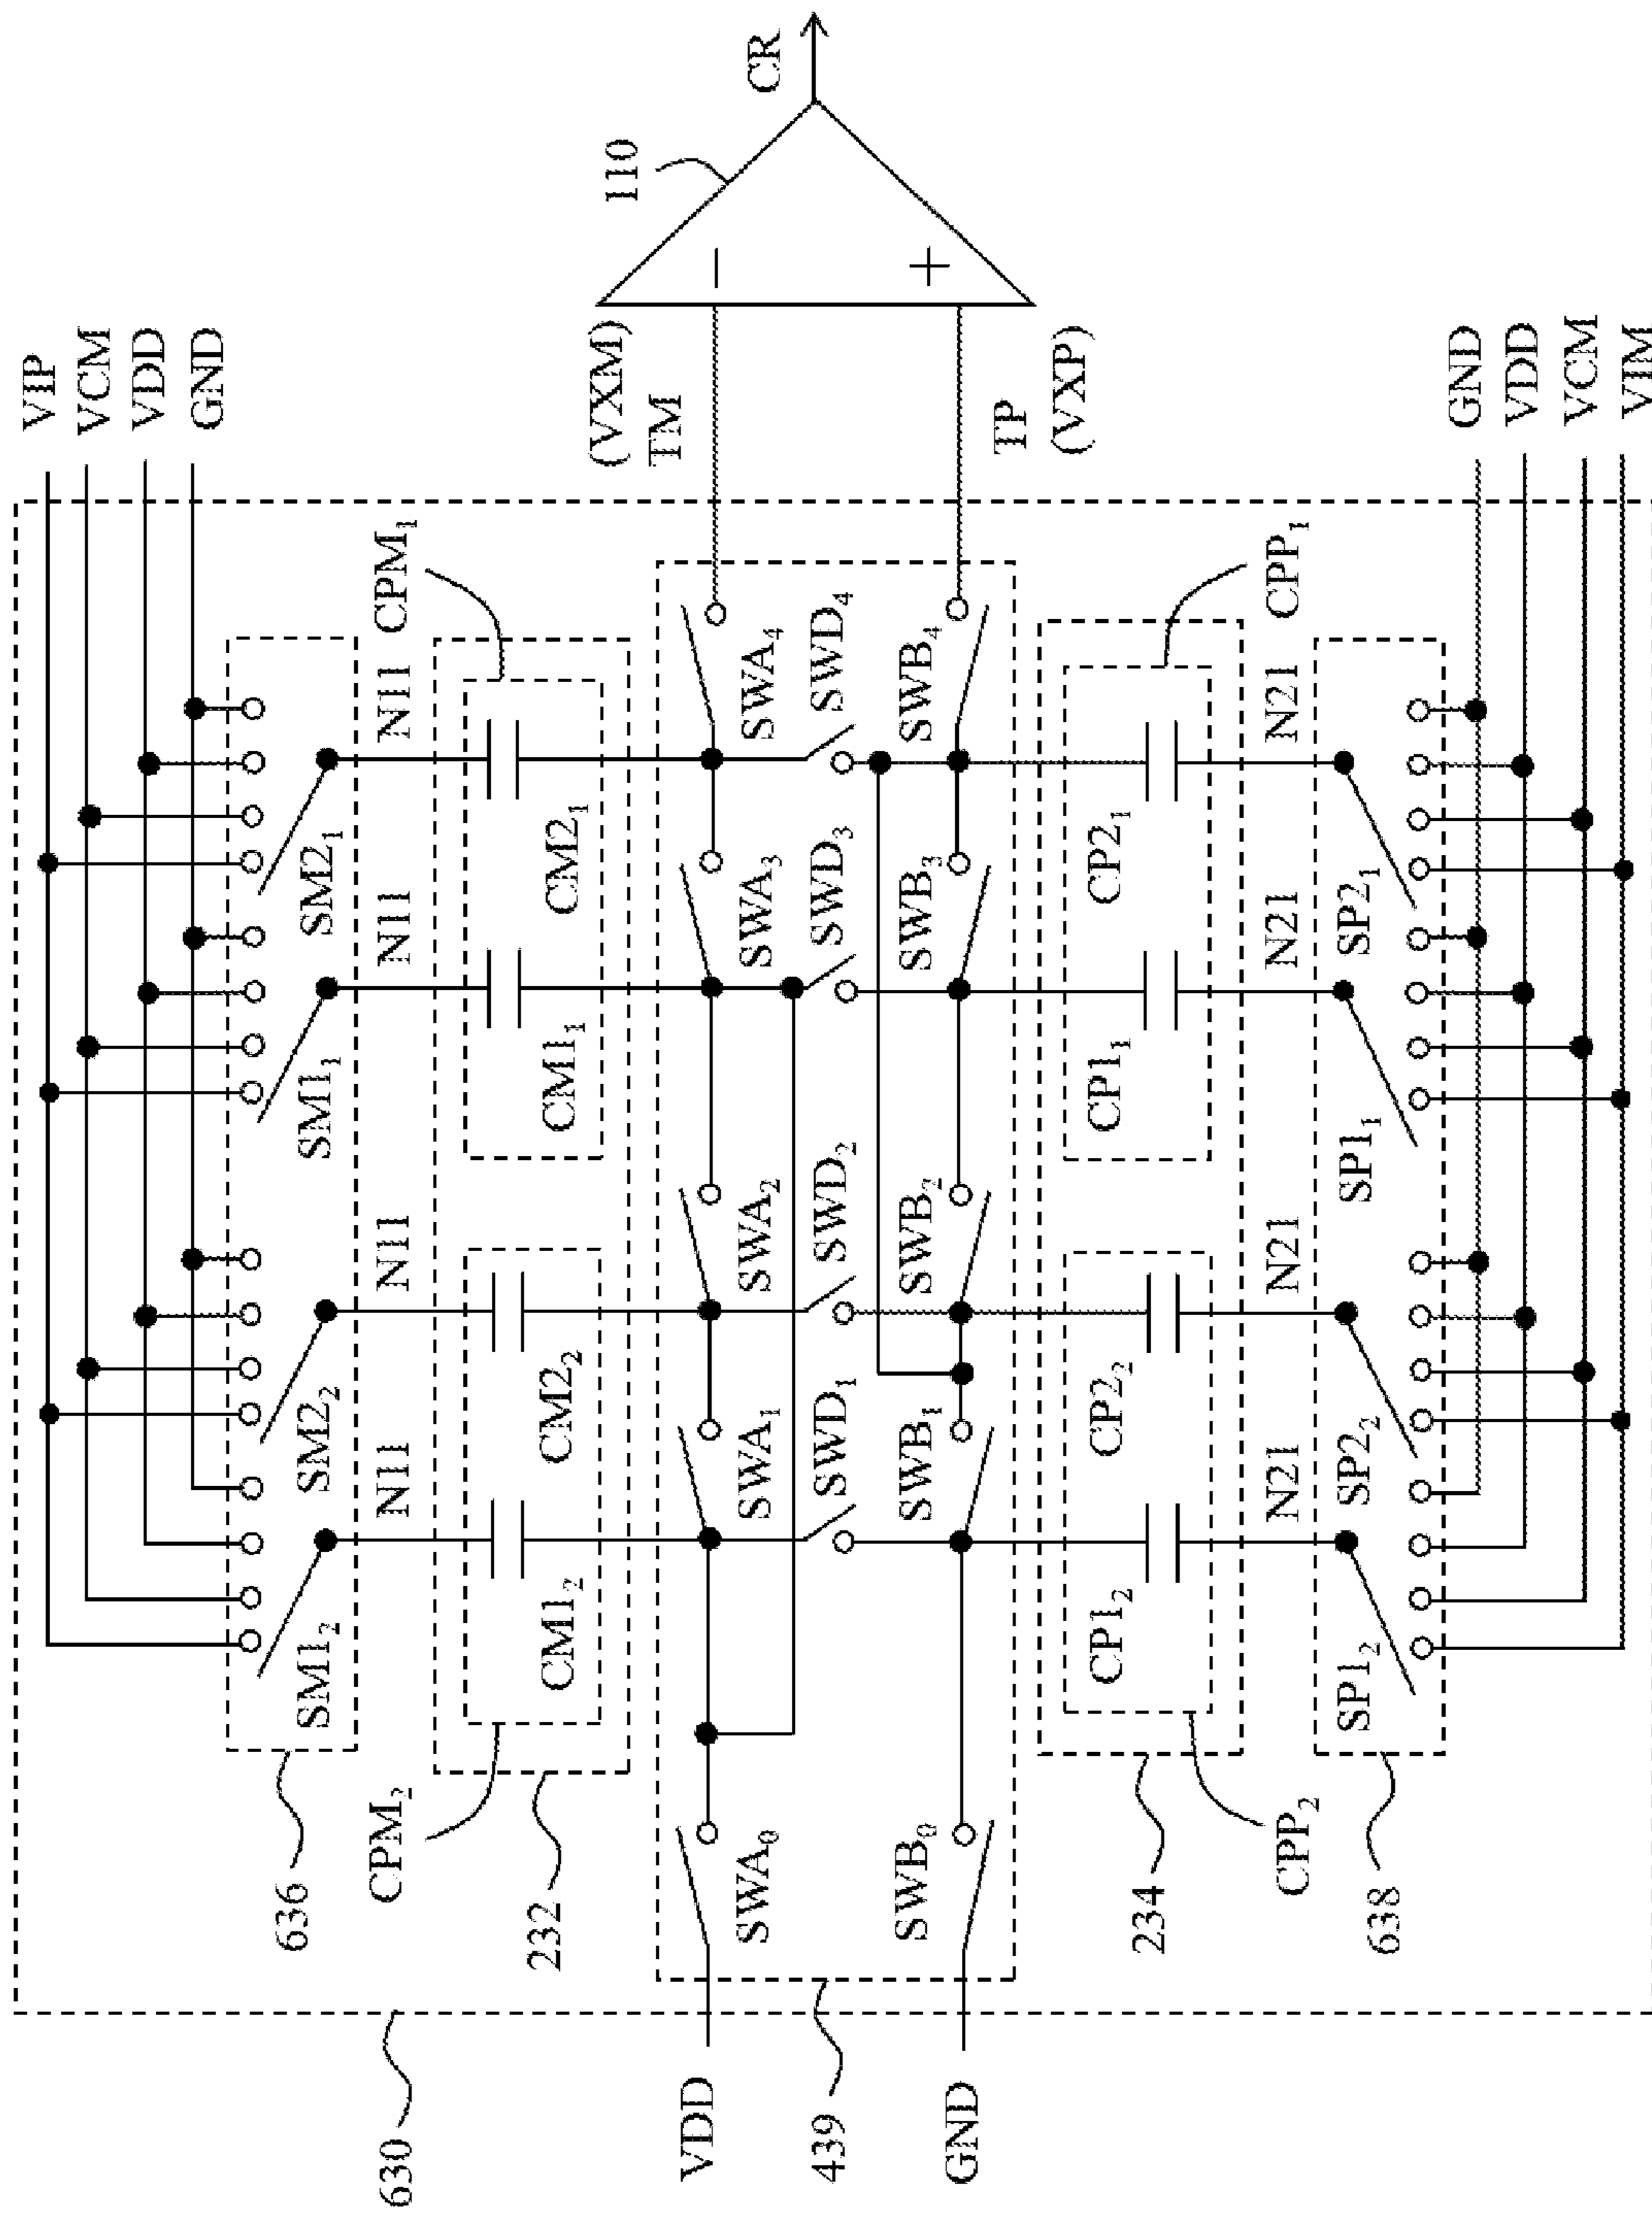 630
VDD
GND
439
636
CPM₂
232
234
CPP₂
638
SWA₀
SWB₀
SM1₂
N11
CM1₂
SWA₁
SWD₁
SWB₁
CP1₂
N21
SP1₂
SM2₂
N11
CM2₂
SWA₂
SWD₂
SWB₂
CP2₂
N21
SP2₂
SM1₁
N11
CM1₁
SWA₃
SWD₃
SWB₃
CP1₁
N21
SP1₁
SM2₁
N11
CM2₁
SWA₄
SWD₄
SWB₄
CP2₁
N21
SP2₁
CPM₁
CPP₁
VIP
VCM
VDD
GND
(VXM)
TM
TP
(VXP)
GND
VDD
VCM
VIM
110
−
+
CR